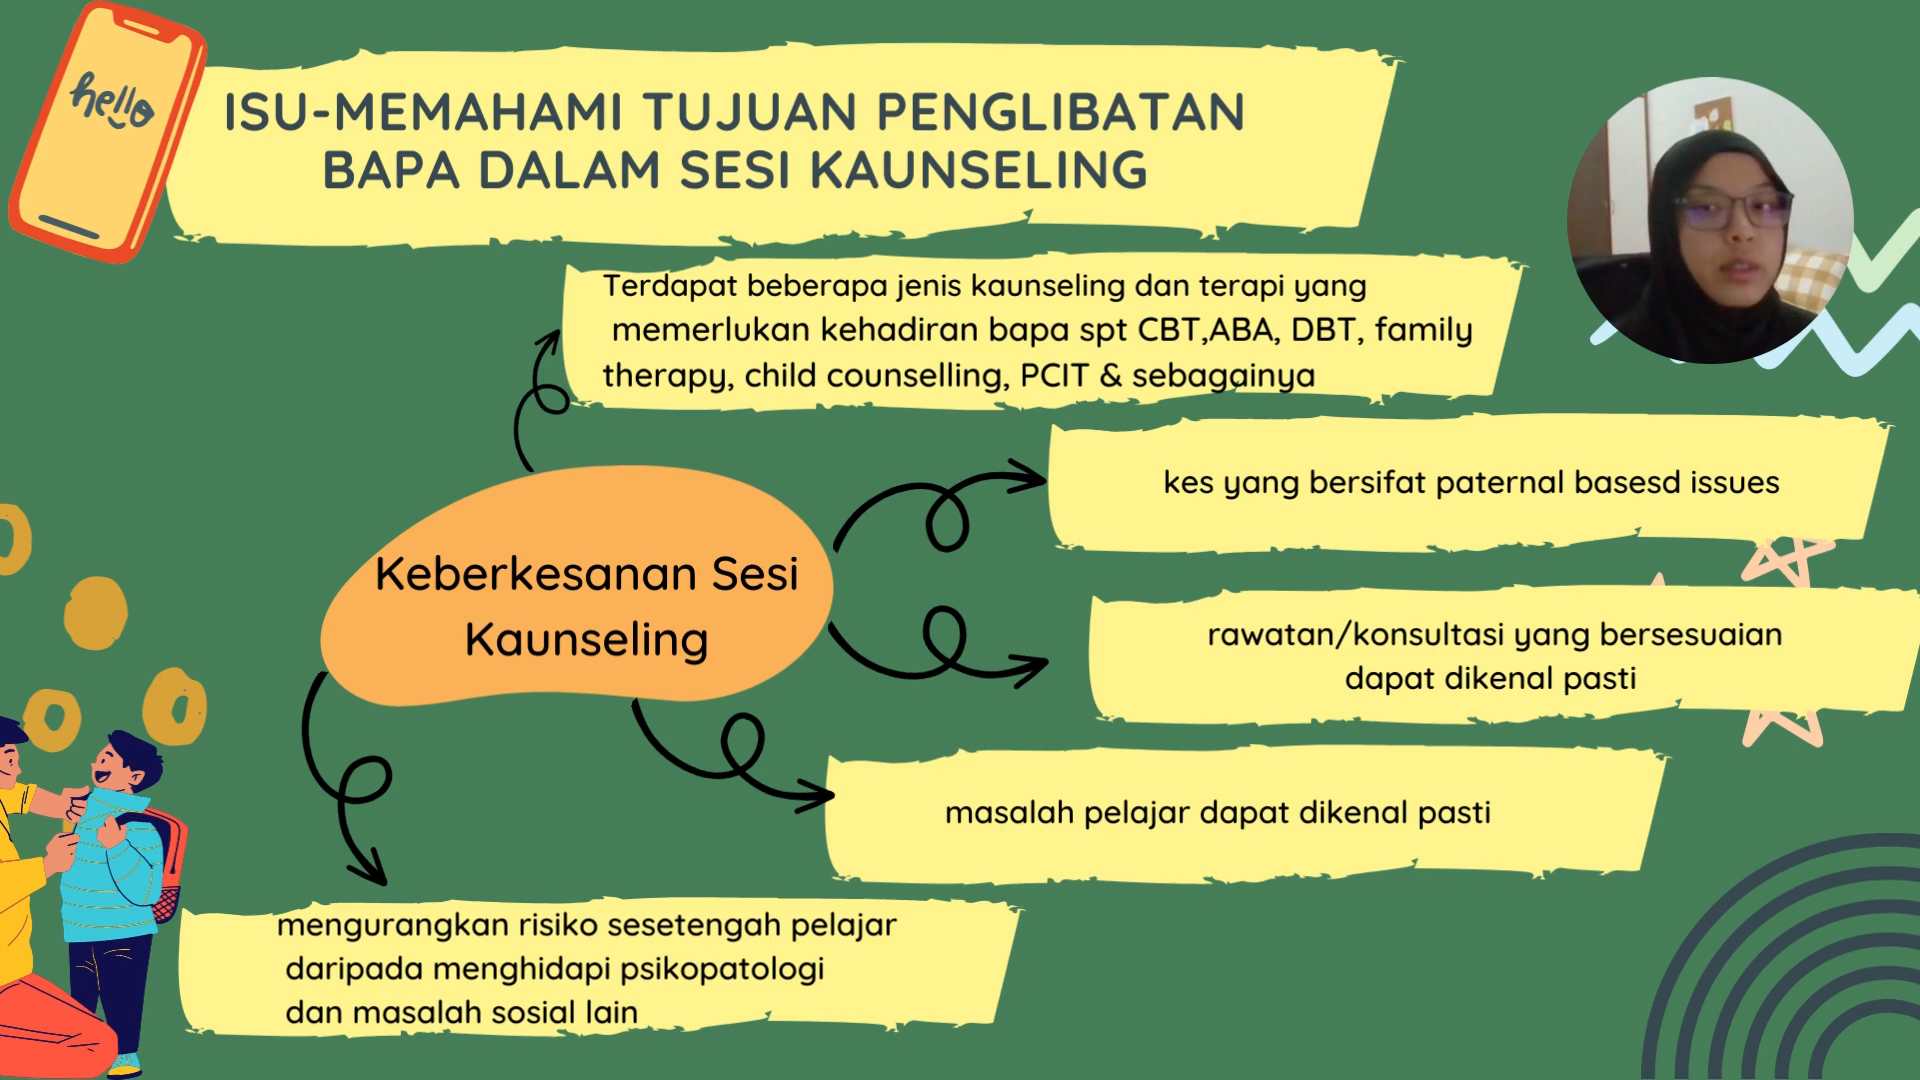 hello
ISU-MEMAHAMI TUJUAN PENGLIBATAN
BAPA DALAM SESI KAUNSELING
Terdapat beberapa jenis kaunseling dan terapi yang
memerlukan kehadiran bapa spt CBT,ABA, DBT, family
therapy, child counselling, PCIT & sebagainya
kes yang bersifat paternal basesd issues
Keberkesanan Sesi
Kaunseling
rawatan/konsultasi yang bersesuaian
dapat dikenal pasti
masalah pelajar dapat dikenal pasti
mengurangkan risiko sesetengah pelajar
daripada menghidapi psikopatologi
dan masalah sosial lain